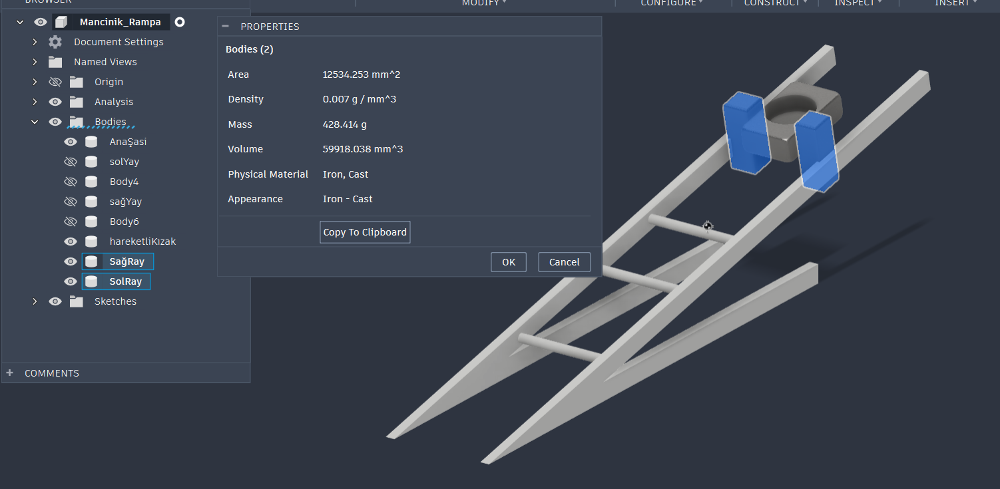 BROWSER
MODIFY
CONFIGURE
CONSTRUCT
INSPECT
INSERT
Mancinik_Rampa
Document Settings
Named Views
Origin
Analysis
Bodies
AnaŞasi
solYay
Body4
sağYay
Body6
hareketliKızak
SağRay
SolRay
Sketches
COMMENTS
PROPERTIES
Bodies (2)
Area 12534.253 mm^2
Density 0.007 g / mm^3
Mass 428.414 g
Volume 59918.038 mm^3
Physical Material Iron, Cast
Appearance Iron - Cast
Copy To Clipboard
OK Cancel